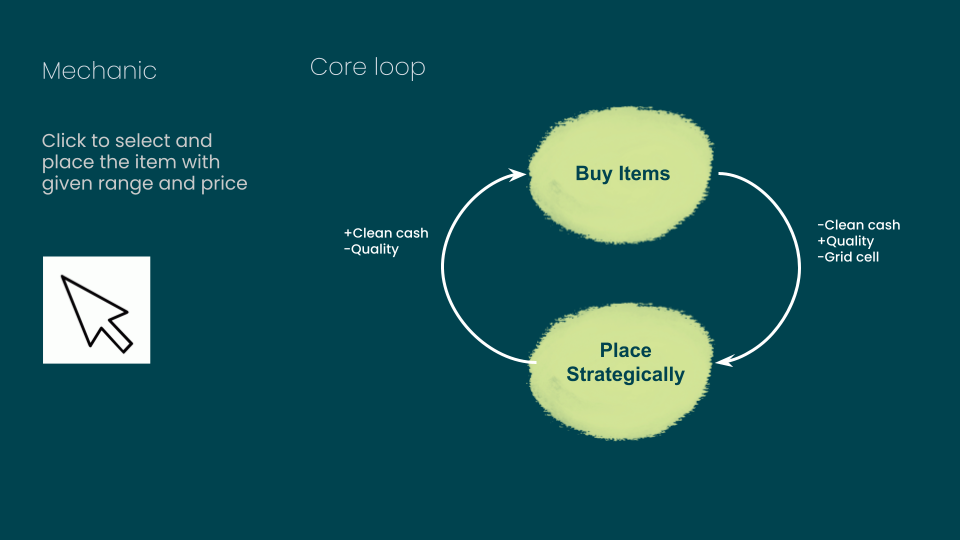 Mechanic
Core loop
Click to select and
place the item with
given range and price
Buy Items
+Clean cash
-Quality
-Clean cash
+Quality
-Grid cell
Place
Strategically